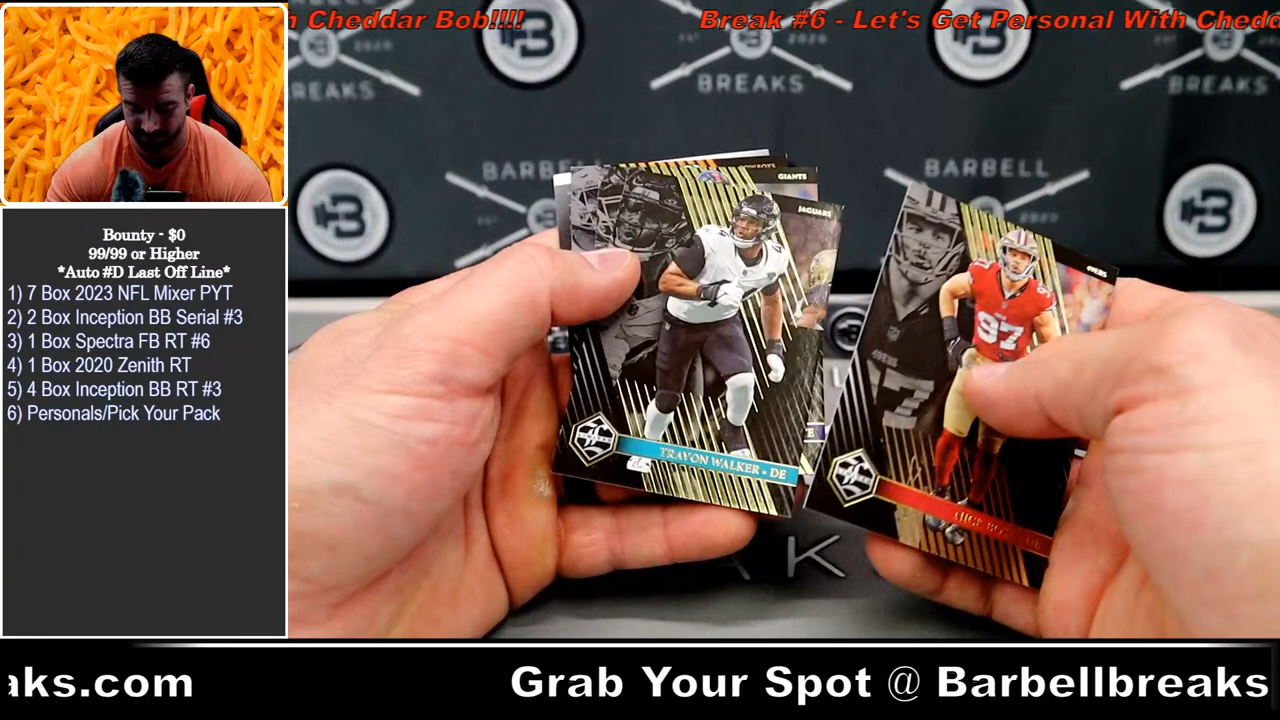 h Cheddar Bob!!!!
Break #6 - Let's Get Personal With Chedd
BREAKS
BREAKS
BREAKS
BARBELL
BARBELL
Bounty - $0
99/99 or Higher
*Auto #D Last Off Line*
1) 7 Box 2023 NFL Mixer PYT
2) 2 Box Inception BB Serial #3
3) 1 Box Spectra FB RT #6
4) 1 Box 2020 Zenith RT
5) 4 Box Inception BB RT #3
6) Personals/Pick Your Pack
COWBOYS
GIANTS
JAGUARS
49ERS
97
TRAVON WALKER • DE
aks.com
Grab Your Spot @ Barbellbreaks